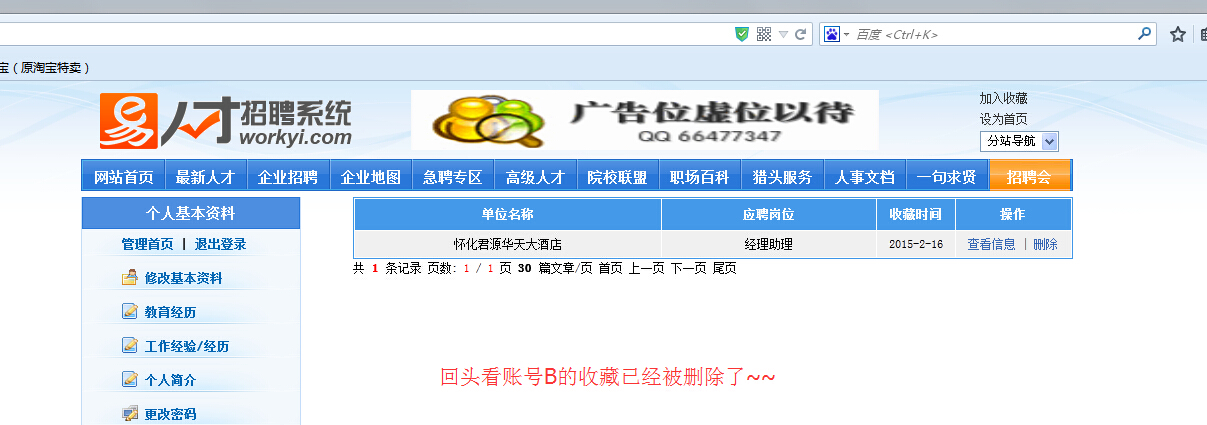 百度 <Ctrl+K>
宝（原淘宝特卖）
易 人才招聘系统
workyi.com
广告位虚位以待
QQ 66477347
加入收藏
设为首页
分站导航
网站首页 最新人才 企业招聘 企业地图 急聘专区 高级人才 院校联盟 职场百科 猎头服务 人事文档 一句求贤 招聘会
个人基本资料
管理首页 | 退出登录
修改基本资料
教育经历
工作经验/经历
个人简介
更改密码
单位名称 应聘岗位 收藏时间 操作
怀化君源华天大酒店 经理助理 2015-2-16 查看信息 | 删除
共 1 条记录 页数: 1 / 1 页 30 篇文章/页 首页 上一页 下一页 尾页
回头看账号B的收藏已经被删除了~~